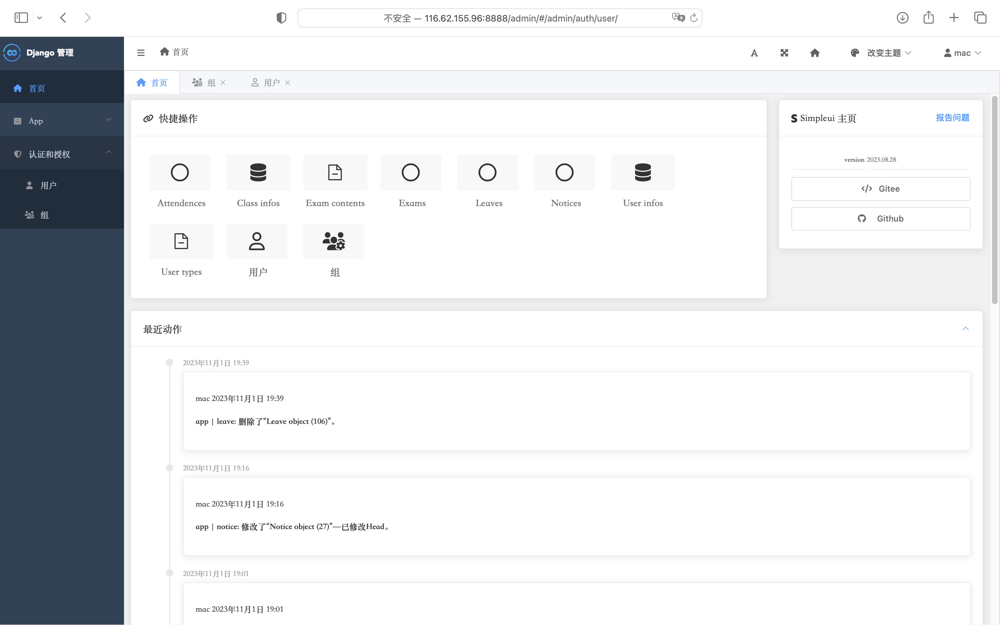 不安全 — 116.62.155.96:8888/admin/#/admin/auth/user/
Django 管理
首页
App
认证和授权
用户
组
首页
改变主题
mac
首页 组 用户
快捷操作
Attendences Class infos Exam contents Exams Leaves Notices User infos
User types 用户 组
Simpleui 主页 报告问题
version 2023.08.28
Gitee
Github
最近动作
2023年11月1日 19:39
mac 2023年11月1日 19:39
app | leave: 删除了“Leave object (106)”。
2023年11月1日 19:16
mac 2023年11月1日 19:16
app | notice: 修改了“Notice object (27)”—已修改Head。
2023年11月1日 19:01
mac 2023年11月1日 19:01